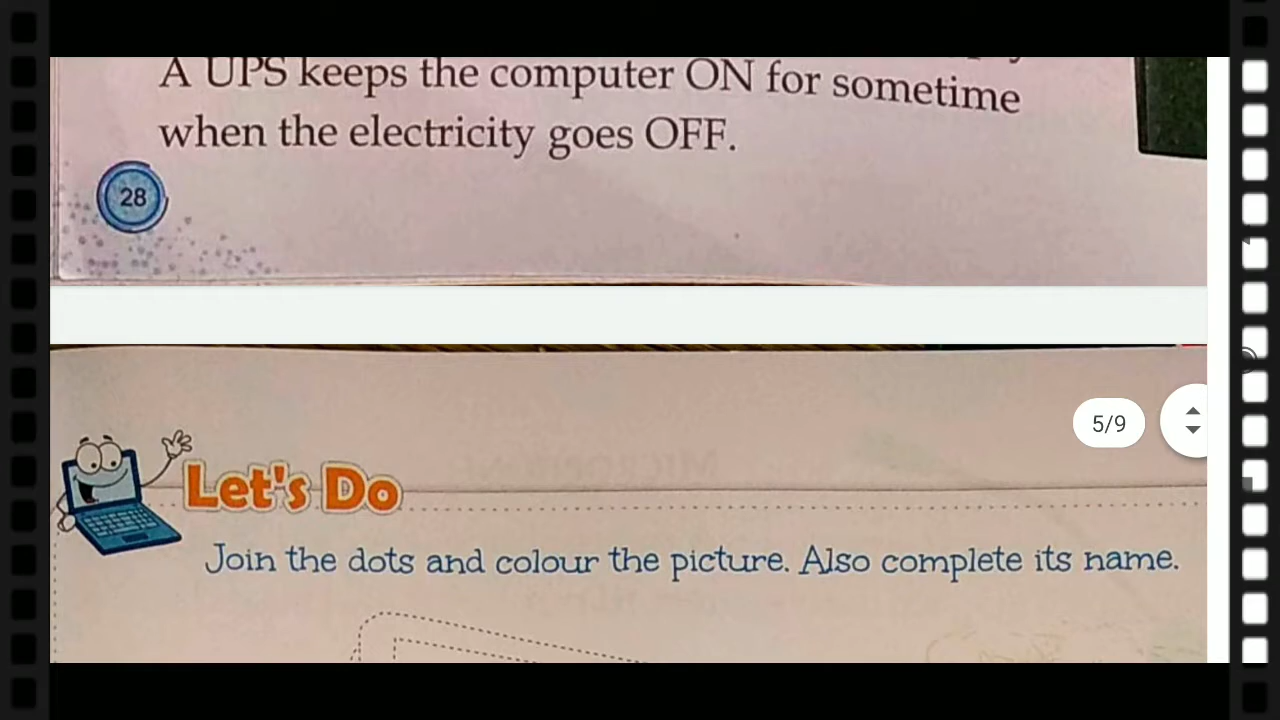 A UPS keeps the computer ON for sometime
when the electricity goes OFF.
28
5/9
Let's Do
Join the dots and colour the picture. Also complete its name.